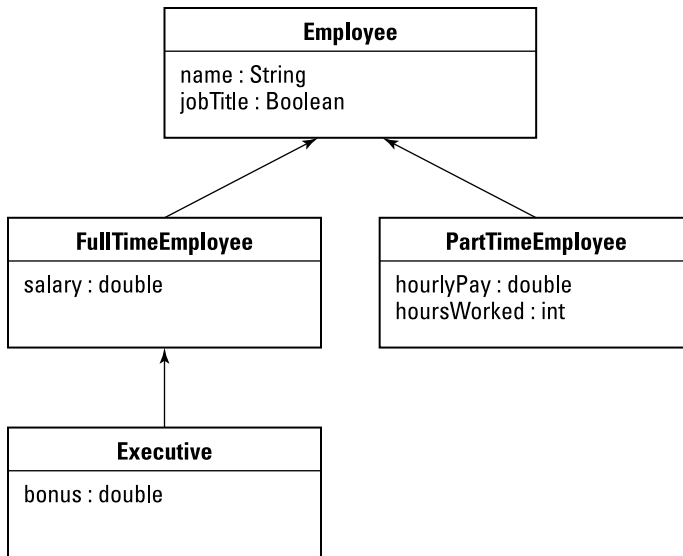 Employee
name : String
jobTitle : Boolean
FullTimeEmployee
salary : double
PartTimeEmployee
hourlyPay : double
hoursWorked : int
Executive
bonus : double